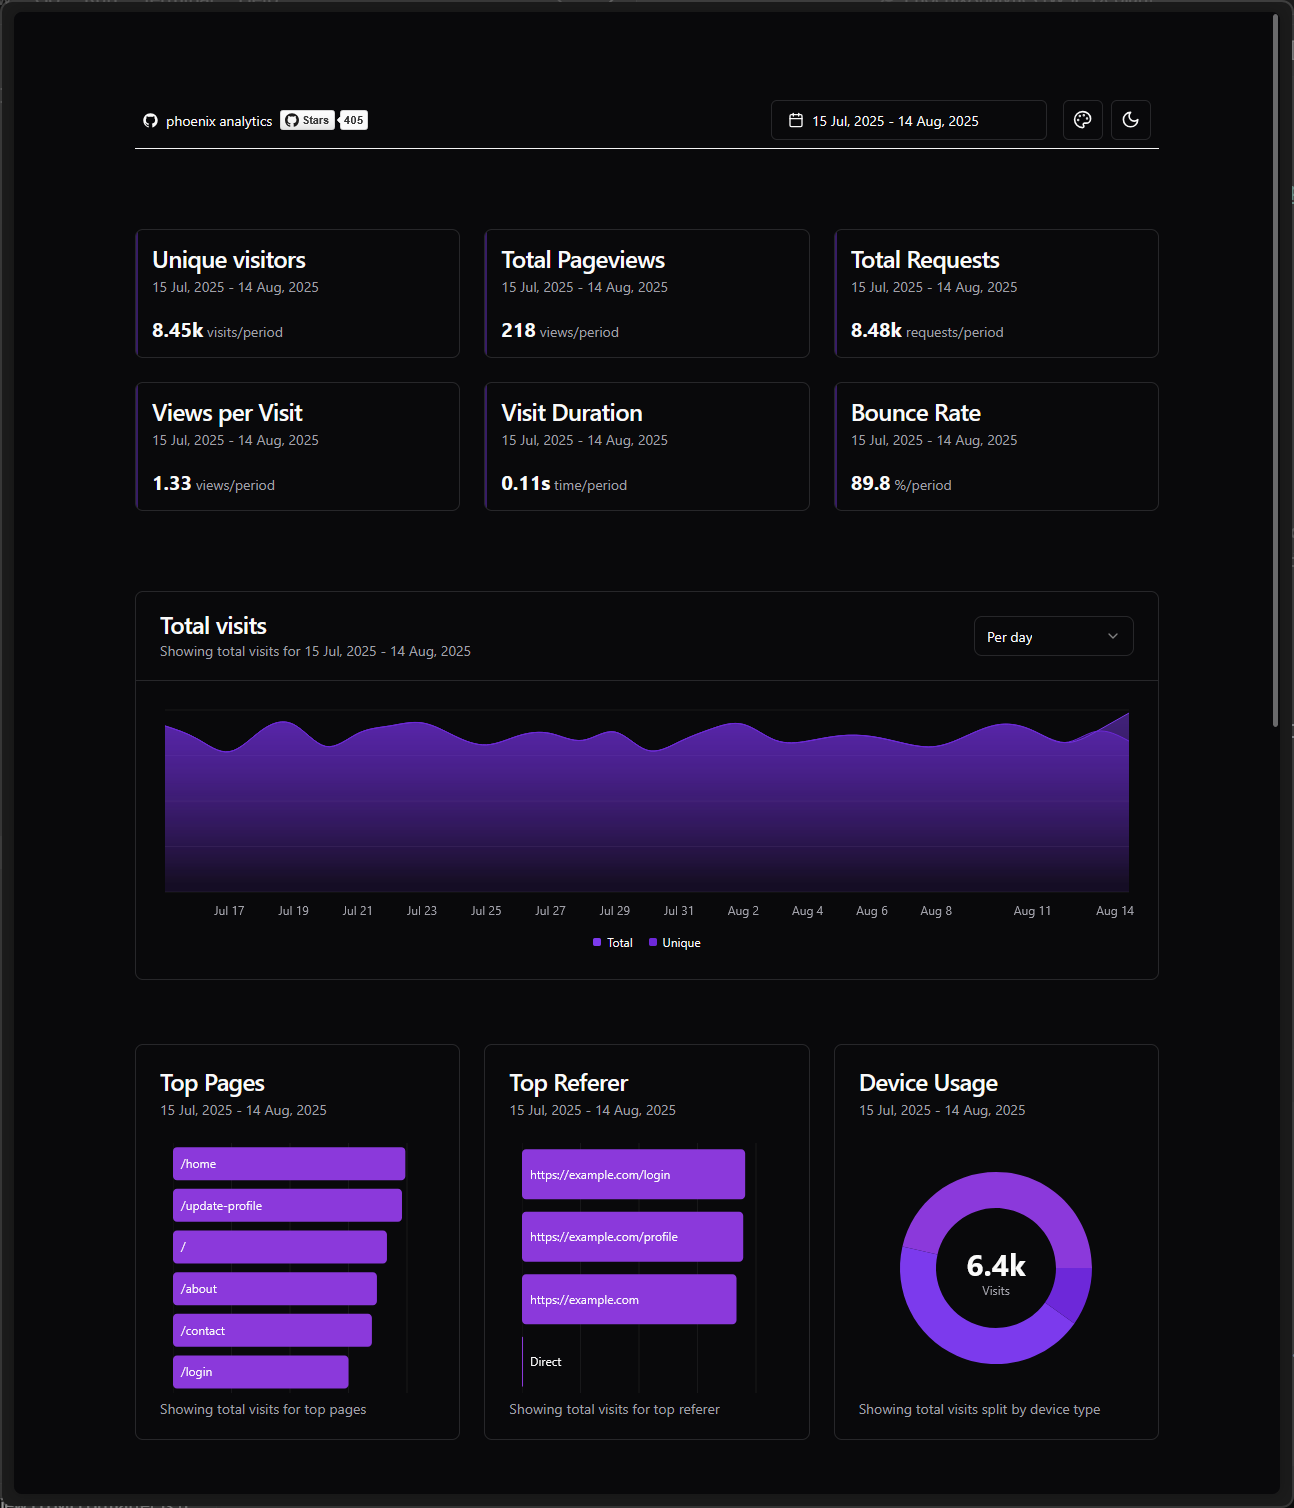 phoenix analytics Stars 405
15 Jul, 2025 - 14 Aug, 2025
Unique visitors
15 Jul, 2025 - 14 Aug, 2025
8.45k visits/period
Total Pageviews
15 Jul, 2025 - 14 Aug, 2025
218 views/period
Total Requests
15 Jul, 2025 - 14 Aug, 2025
8.48k requests/period
Views per Visit
15 Jul, 2025 - 14 Aug, 2025
1.33 views/period
Visit Duration
15 Jul, 2025 - 14 Aug, 2025
0.11s time/period
Bounce Rate
15 Jul, 2025 - 14 Aug, 2025
89.8 %/period
Total visits
Showing total visits for 15 Jul, 2025 - 14 Aug, 2025
Per day
Jul 17 Jul 19 Jul 21 Jul 23 Jul 25 Jul 27 Jul 29 Jul 31 Aug 2 Aug 4 Aug 6 Aug 8 Aug 11 Aug 14
Total Unique
Top Pages
15 Jul, 2025 - 14 Aug, 2025
/home
/update-profile
/
/about
/contact
/login
Showing total visits for top pages
Top Referer
15 Jul, 2025 - 14 Aug, 2025
https://example.com/login
https://example.com/profile
https://example.com
Direct
Showing total visits for top referer
Device Usage
15 Jul, 2025 - 14 Aug, 2025
6.4k
Visits
Showing total visits split by device type